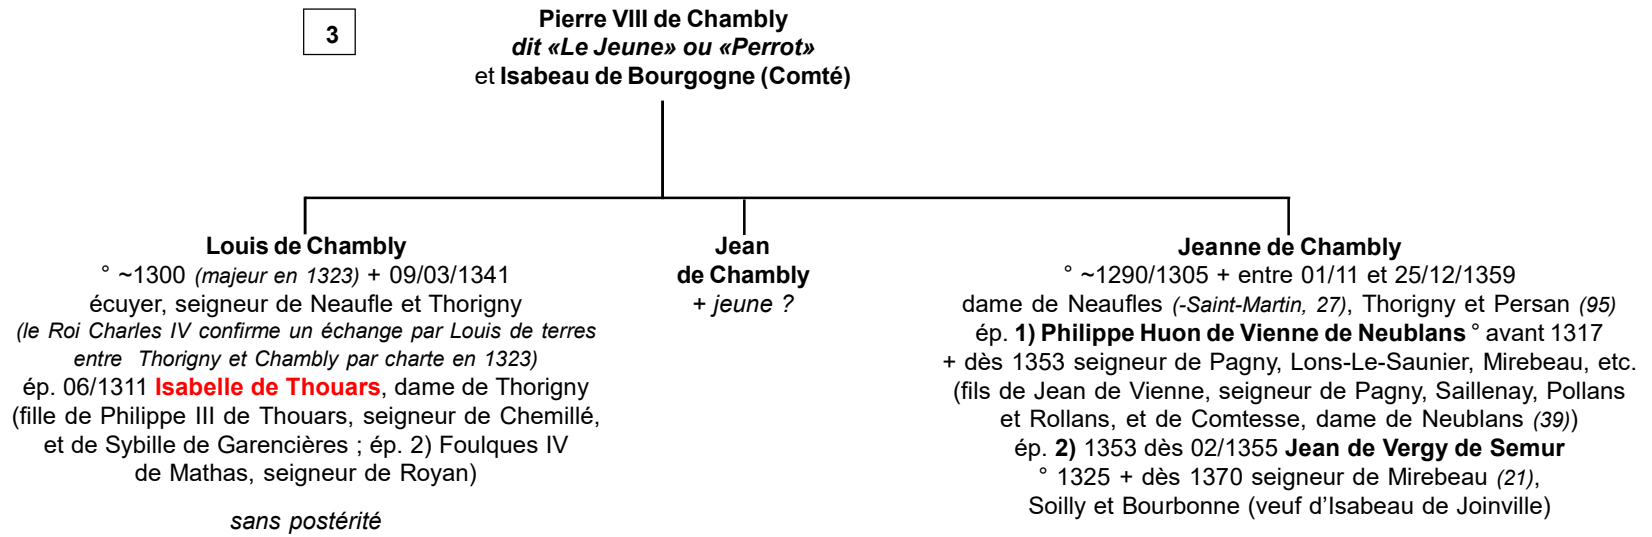 3
Pierre VIII de Chambly
dit «Le Jeune» ou «Perrot»
et Isabeau de Bourgogne (Comté)
Louis de Chambly
° ~1300 (majeur en 1323) + 09/03/1341
écuyer, seigneur de Neaufle et Thorigny
(le Roi Charles IV confirme un échange par Louis de terres
entre Thorigny et Chambly par charte en 1323)
ép. 06/1311 Isabelle de Thouars, dame de Thorigny
(fille de Philippe III de Thouars, seigneur de Chemillé,
et de Sybille de Garencières ; ép. 2) Foulques IV
de Mathas, seigneur de Royan)
sans postérité
Jean
de Chambly
+ jeune ?
Jeanne de Chambly
° ~1290/1305 + entre 01/11 et 25/12/1359
dame de Neaufles (-Saint-Martin, 27), Thorigny et Persan (95)
ép. 1) Philippe Huon de Vienne de Neublans ° avant 1317
+ dès 1353 seigneur de Pagny, Lons-Le-Saunier, Mirebeau, etc.
(fils de Jean de Vienne, seigneur de Pagny, Saillenay, Pollans
et Rollans, et de Comtesse, dame de Neublans (39))
ép. 2) 1353 dès 02/1355 Jean de Vergy de Semur
° 1325 + dès 1370 seigneur de Mirebeau (21),
Soilly et Bourbonne (veuf d'Isabeau de Joinville)